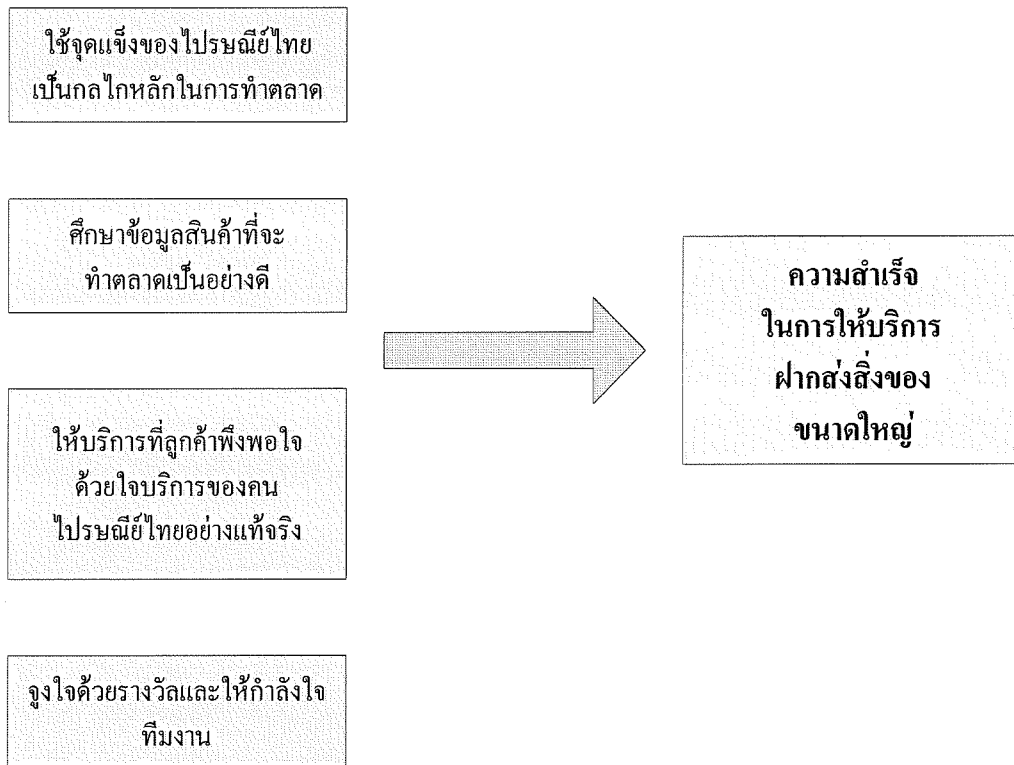 ใช้จุดแข็งของไปรษณีย์ไทย
เป็นกลไกหลักในการทำตลาด
ศึกษาข้อมูลสินค้าที่จะ
ทำตลาดเป็นอย่างดี
ให้บริการที่ลูกค้าพึงพอใจ
ด้วยใจบริการของคน
ไปรษณีย์ไทยอย่างแท้จริง
จูงใจด้วยรางวัลและให้กำลังใจ
ทีมงาน
ความสำเร็จ
ในการให้บริการ
ฝากส่งสิ่งของ
ขนาดใหญ่